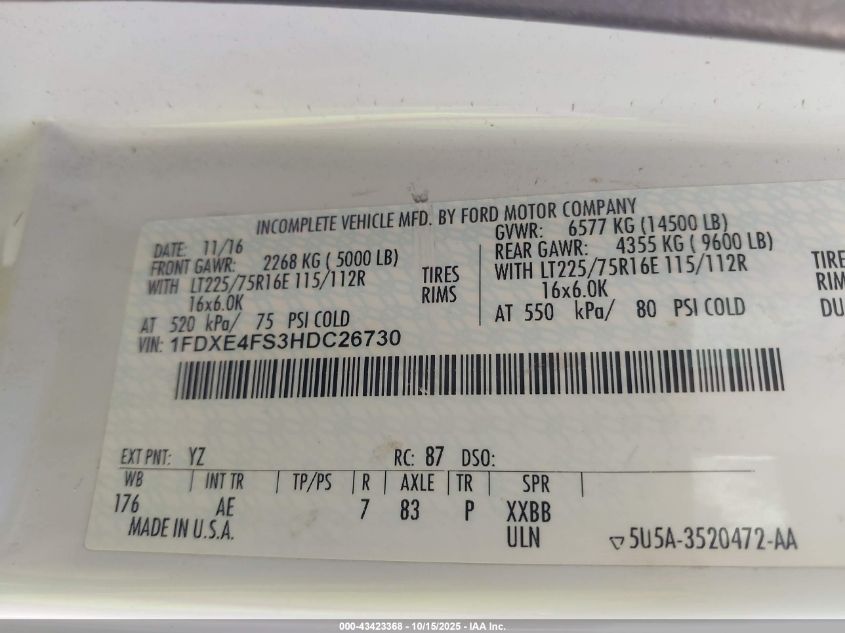 INCOMPLETE VEHICLE MFD. BY FORD MOTOR COMPANY
DATE: 11/16 GVWR: 6577 KG (14500 LB)
FRONT GAWR: 2268 KG ( 5000 LB) REAR GAWR: 4355 KG ( 9600 LB)
WITH LT225/75R16E 115/112R TIRES WITH LT225/75R16E 115/112R TIRE
16x6.0K RIMS 16x6.0K RIM
AT 520 kPa/ 75 PSI COLD AT 550 kPa/ 80 PSI COLD DU
VIN: 1FDXE4FS3HDC26730
EXT PNT: YZ RC: 87 DSO:
WB INT TR TP/PS R AXLE TR SPR
176 AE 7 83 P XXBB
MADE IN U.S.A. ULN ▽5U5A-3520472-AA
000-43423368 - 10/15/2025 - IAA Inc.